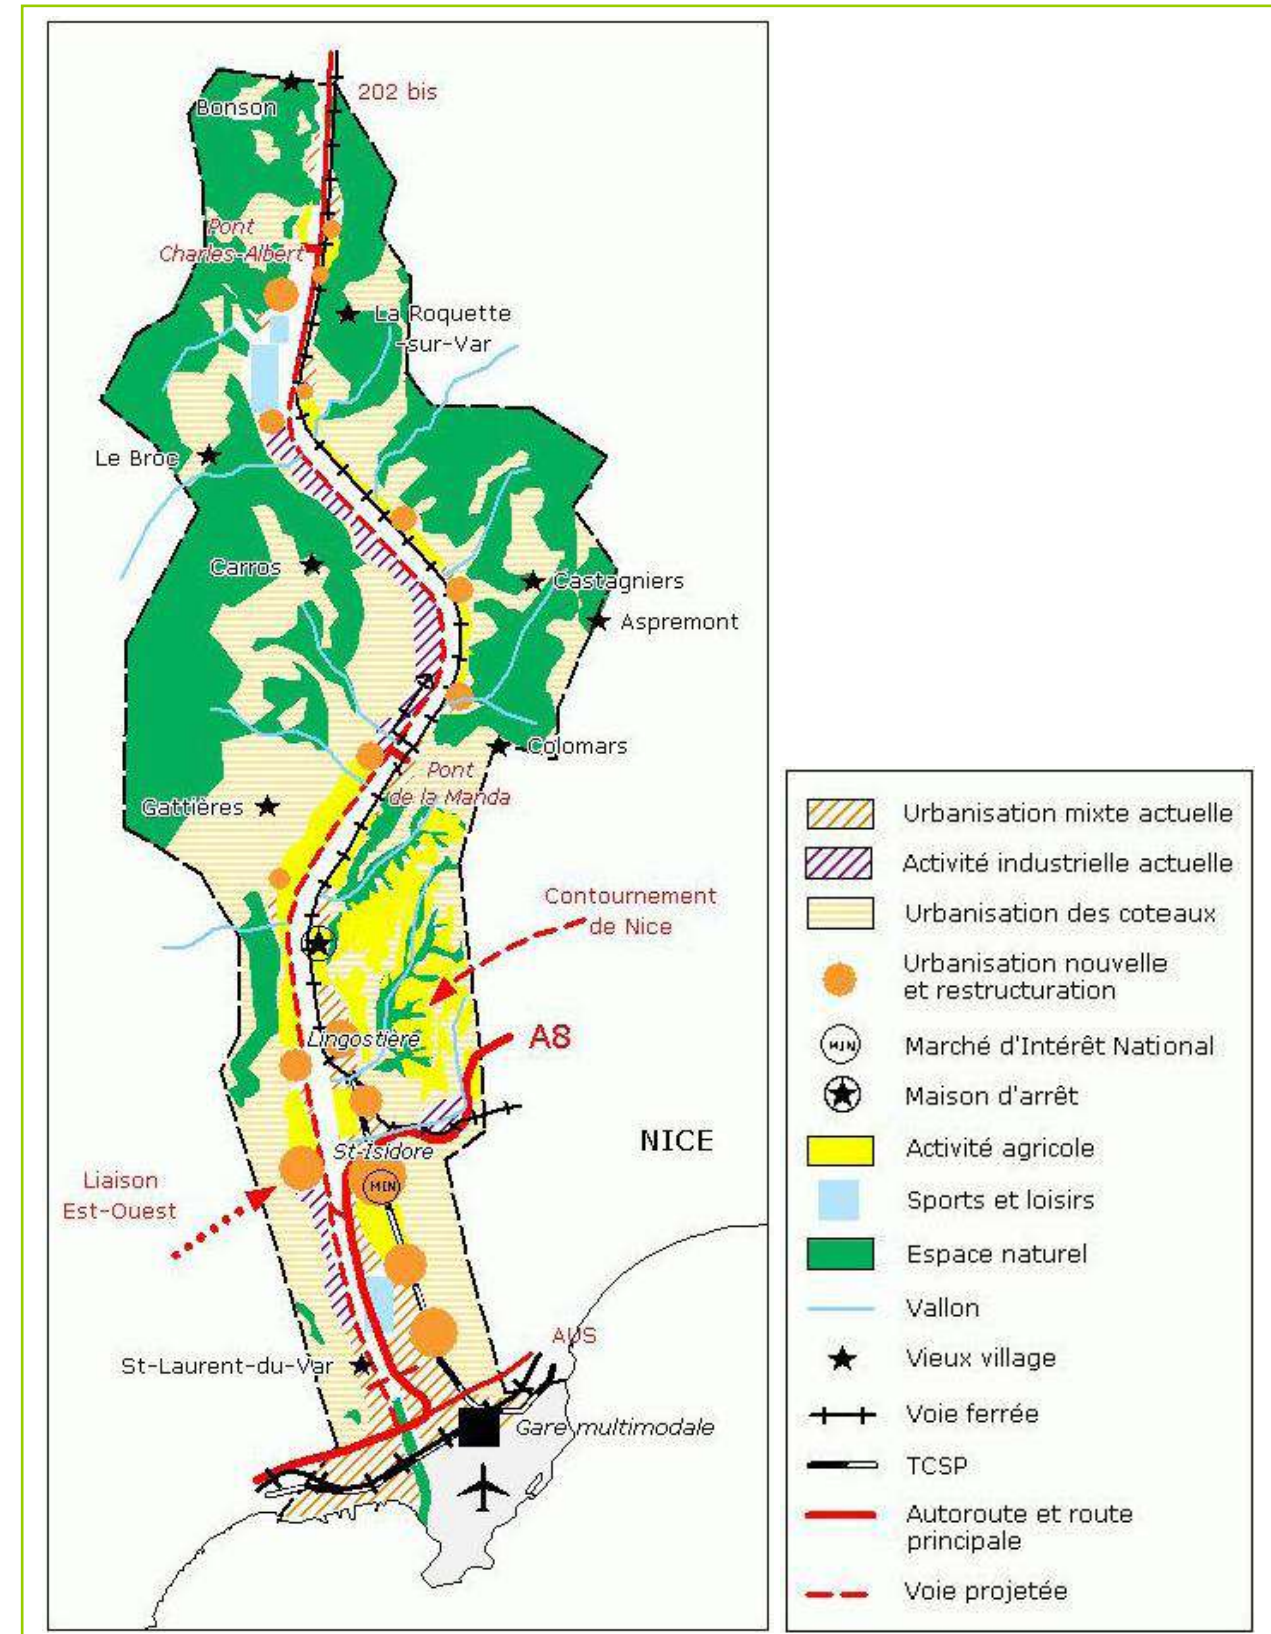 Bonson
202 bis
Pont
Charles-Albert
La Roquette
-sur-Var
Le Broc
Carros
Castagniers
Aspremont
Colomars
Pont
de la Manda
Gattières
Contournement
de Nice
Lingostière
A8
NICE
St-Isidore
MIN
Liaison
Est-Ouest
AUS
St-Laurent-du-Var
Gare multimodale
Urbanisation mixte actuelle
Activité industrielle actuelle
Urbanisation des coteaux
Urbanisation nouvelle
et restructuration
MIN
Marché d'Intérêt National
Maison d'arrêt
Activité agricole
Sports et loisirs
Espace naturel
Vallon
Vieux village
Voie ferrée
TCSP
Autoroute et route
principale
Voie projetée